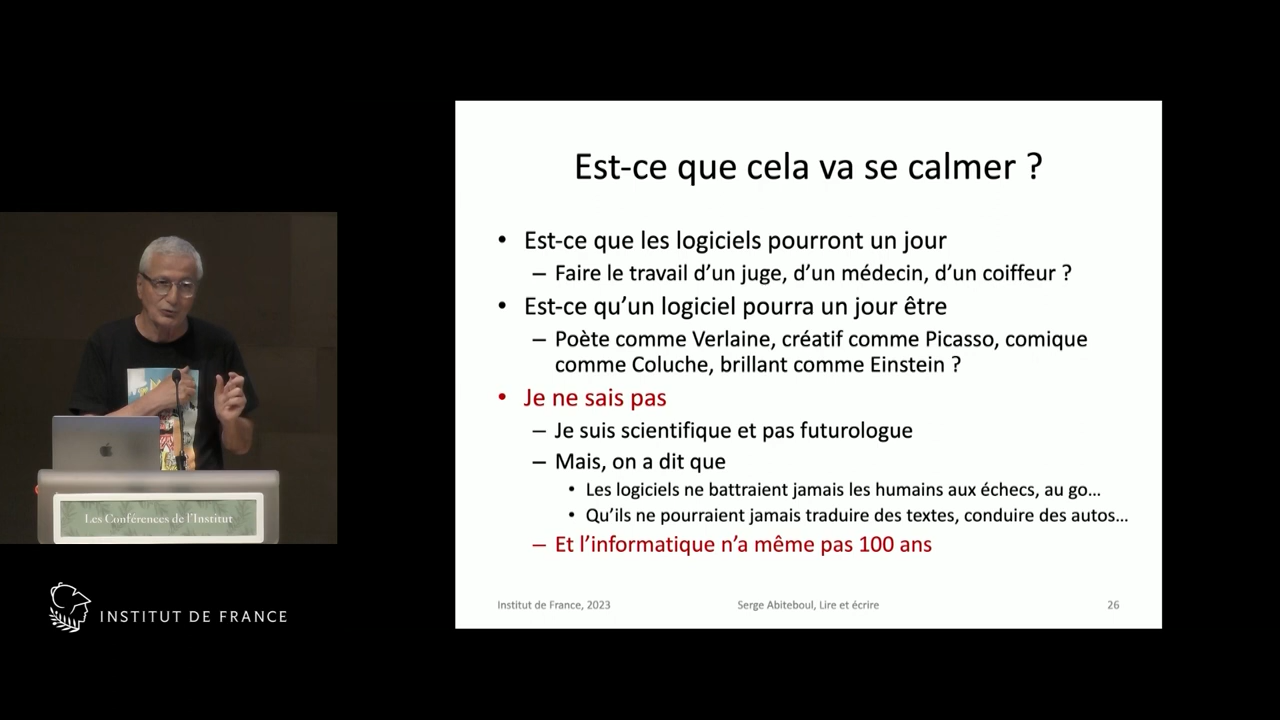 Est-ce que cela va se calmer ?
• Est-ce que les logiciels pourront un jour
– Faire le travail d’un juge, d’un médecin, d’un coiffeur ?
• Est-ce qu’un logiciel pourra un jour être
– Poète comme Verlaine, créatif comme Picasso, comique
comme Coluche, brillant comme Einstein ?
• Je ne sais pas
– Je suis scientifique et pas futurologue
– Mais, on a dit que
• Les logiciels ne battraient jamais les humains aux échecs, au go…
• Qu’ils ne pourraient jamais traduire des textes, conduire des autos…
– Et l’informatique n’a même pas 100 ans
Institut de France, 2023
Serge Abiteboul, Lire et écrire
26
Les Conférences de l’Institut
INSTITUT DE FRANCE